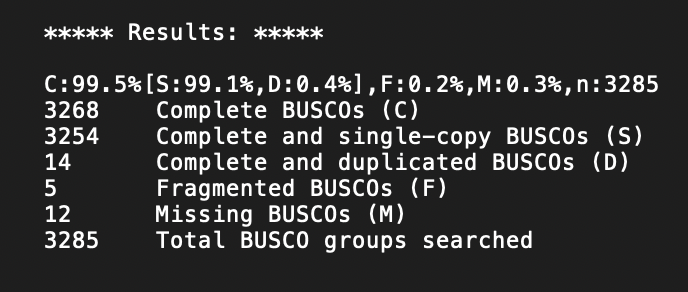 ***** Results: *****
C:99.5%[S:99.1%,D:0.4%],F:0.2%,M:0.3%,n:3285
3268 Complete BUSCOs (C)
3254 Complete and single-copy BUSCOs (S)
14 Complete and duplicated BUSCOs (D)
5 Fragmented BUSCOs (F)
12 Missing BUSCOs (M)
3285 Total BUSCO groups searched